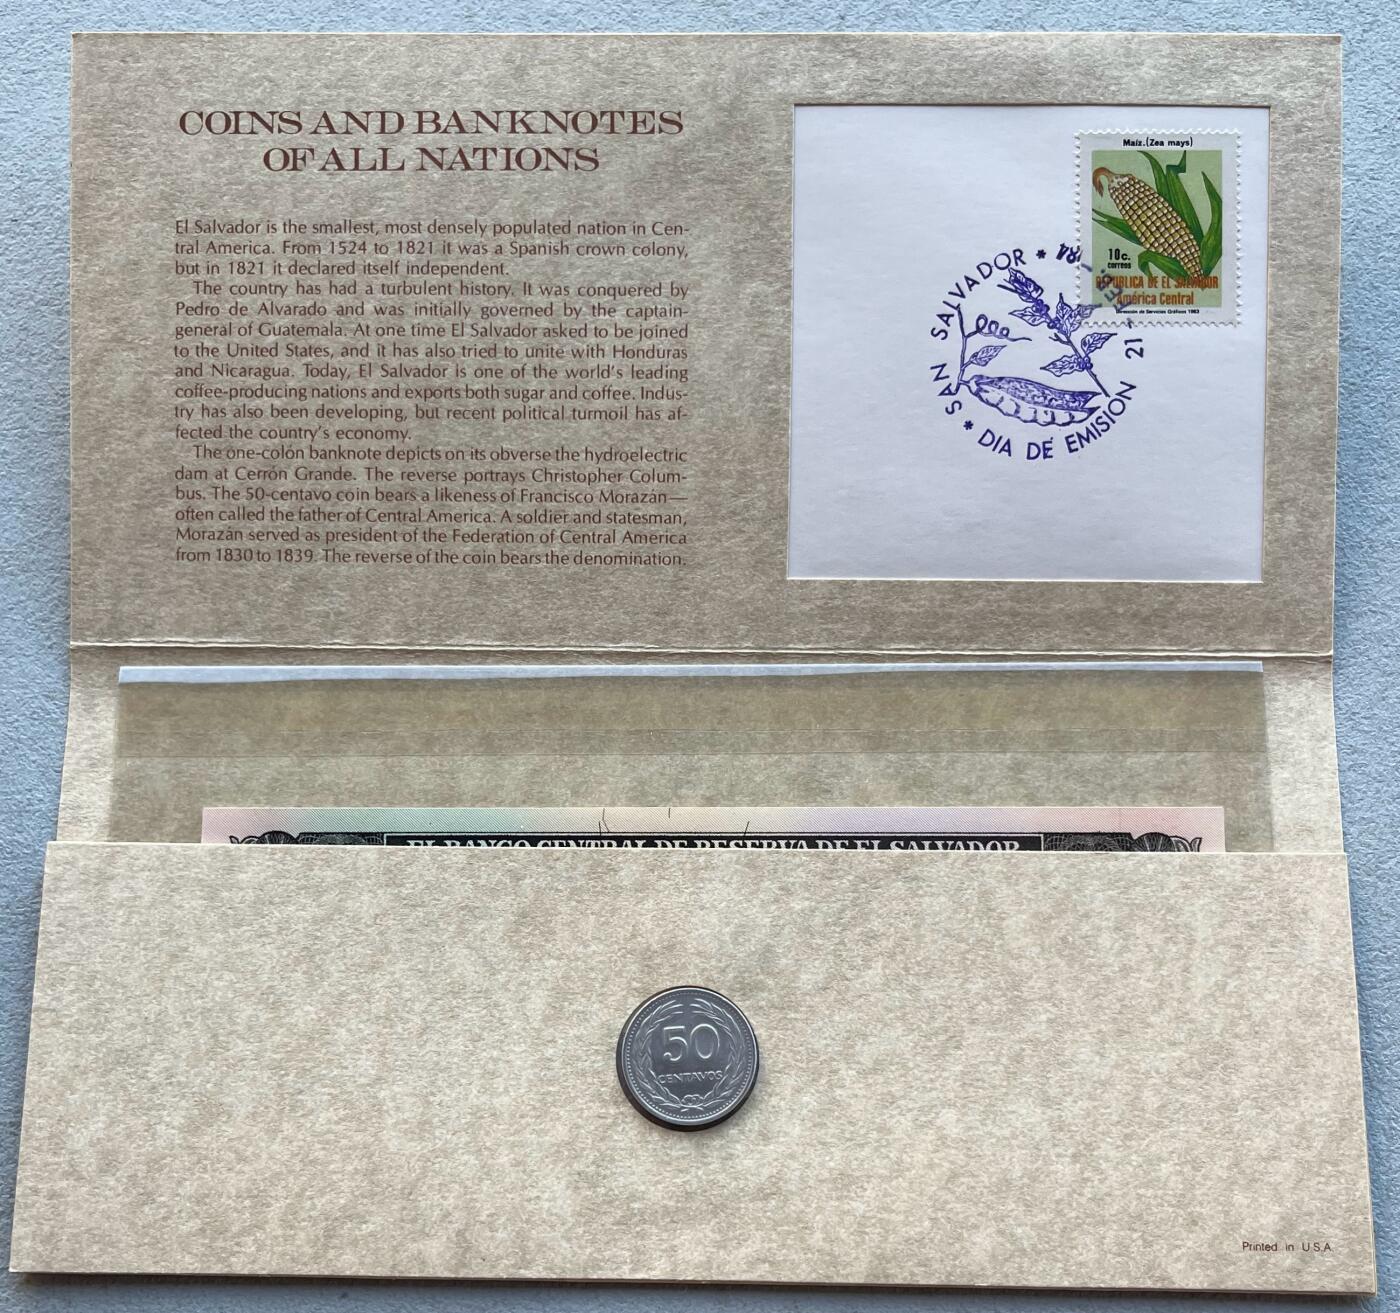 COINS AND BANKNOTES
OF ALL NATIONS
El Salvador is the smallest, most densely populated nation in Cen-
tral America. From 1524 to 1821 it was a Spanish crown colony,
but in 1821 it declared itself independent.
The country has had a turbulent history. It was conquered by
Pedro de Alvarado and was initially governed by the captain-
general of Guatemala. At one time El Salvador asked to be joined
to the United States, and it has also tried to unite with Honduras
and Nicaragua. Today, El Salvador is one of the world's leading
coffee-producing nations and exports both sugar and coffee. Indus-
try has also been developing, but recent political turmoil has af-
fected the country's economy.
The one-colón banknote depicts on its obverse the hydroelectric
dam at Cerrón Grande. The reverse portrays Christopher Colum-
bus. The 50-centavo coin bears a likeness of Francisco Morazán—
often called the father of Central America. A soldier and statesman,
Morazán served as president of the Federation of Central America
from 1830 to 1839. The reverse of the coin bears the denomination.
Maíz.(Zea mays)
10c.
correos
REPUBLICA DE EL SALVADOR
América Central
Dirección de Servicios Gráficos 1983
SAN SALVADOR * '84
21
* DIA DE EMISION
EL BANCO CENTRAL DE RESERVA DE EL SALVADOR
50
CENTAVOS
Printed in U.S.A.